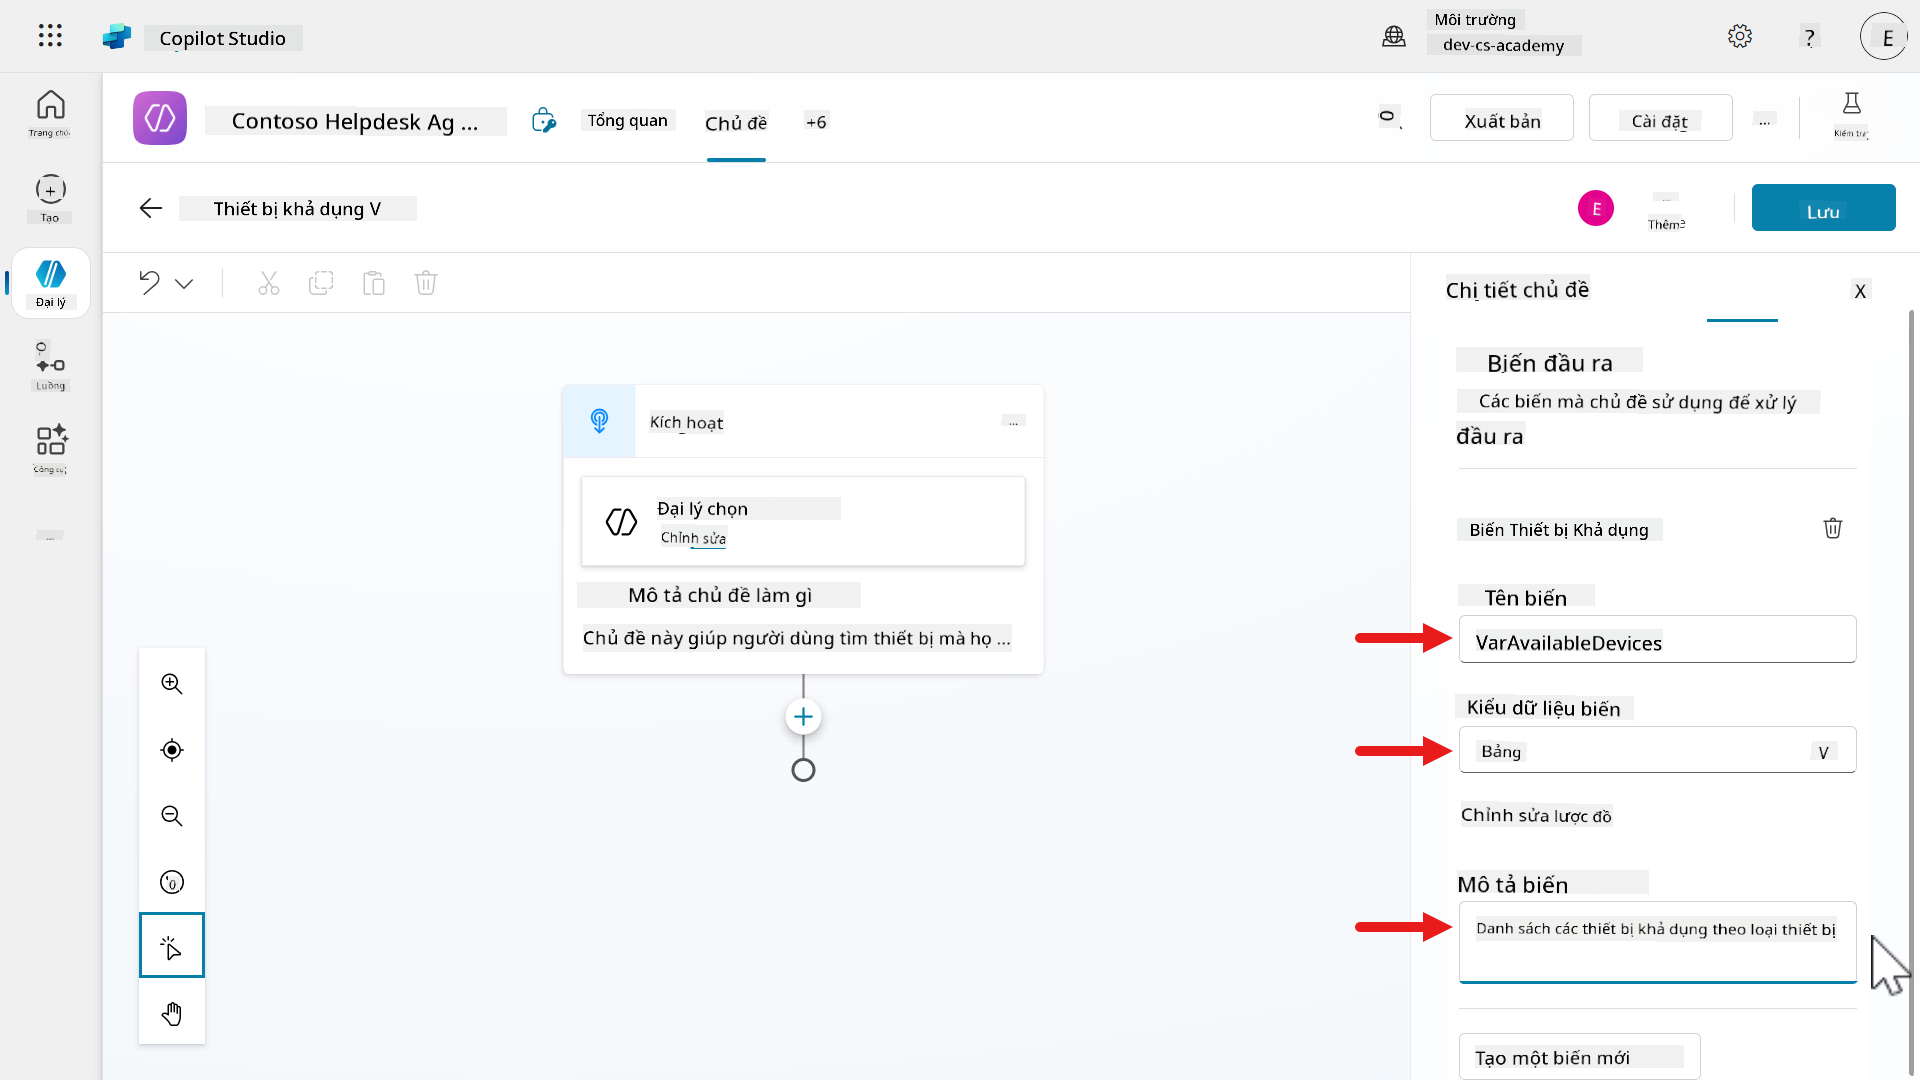 Copilot Studio
Môi trường
dev-cs-academy
?
E
Trang chủ
Contoso Helpdesk Ag ...
Tổng quan
Chủ đề
+6
Xuất bản
Cài đặt
...
Tạo
Thiết bị khả dụng V
E
...
Thêm
Lưu
Đại lý
Luồng
...
Chi tiết chủ đề
X
Biến đầu ra
Các biến mà chủ đề sử dụng để xử lý
đầu ra
Kích hoạt
...
Đại lý chọn
Chỉnh sửa
Mô tả chủ đề làm gì
Chủ đề này giúp người dùng tìm thiết bị mà họ ...
Biến Thiết bị Khả dụng
Tên biến
VarAvailableDevices
Kiểu dữ liệu biến
Bảng
V
Chỉnh sửa lược đồ
Mô tả biến
Danh sách các thiết bị khả dụng theo loại thiết bị
Tạo một biến mới